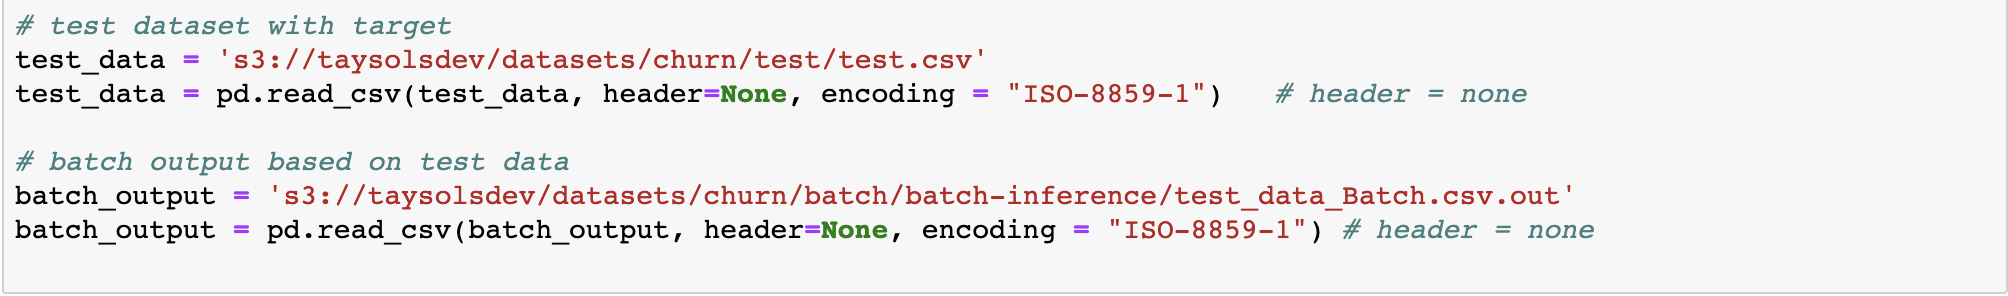 # test dataset with target
test_data = 's3://taysolsdev/datasets/churn/test/test.csv'
test_data = pd.read_csv(test_data, header=None, encoding = "ISO-8859-1")   # header = none
# batch output based on test data
batch_output = 's3://taysolsdev/datasets/churn/batch/batch-inference/test_data_Batch.csv.out'
batch_output = pd.read_csv(batch_output, header=None, encoding = "ISO-8859-1") # header = none